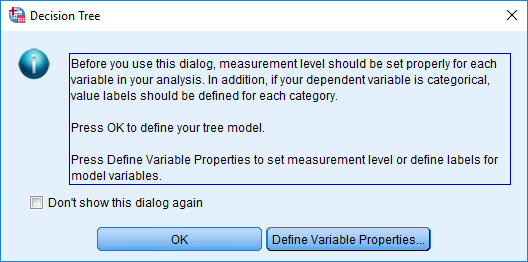 Decision Tree
Before you use this dialog, measurement level should be set properly for each
variable in your analysis. In addition, if your dependent variable is categorical,
value labels should be defined for each category.
Press OK to define your tree model.
Press Define Variable Properties to set measurement level or define labels for
model variables.
Don't show this dialog again
OK
Define Variable Properties...